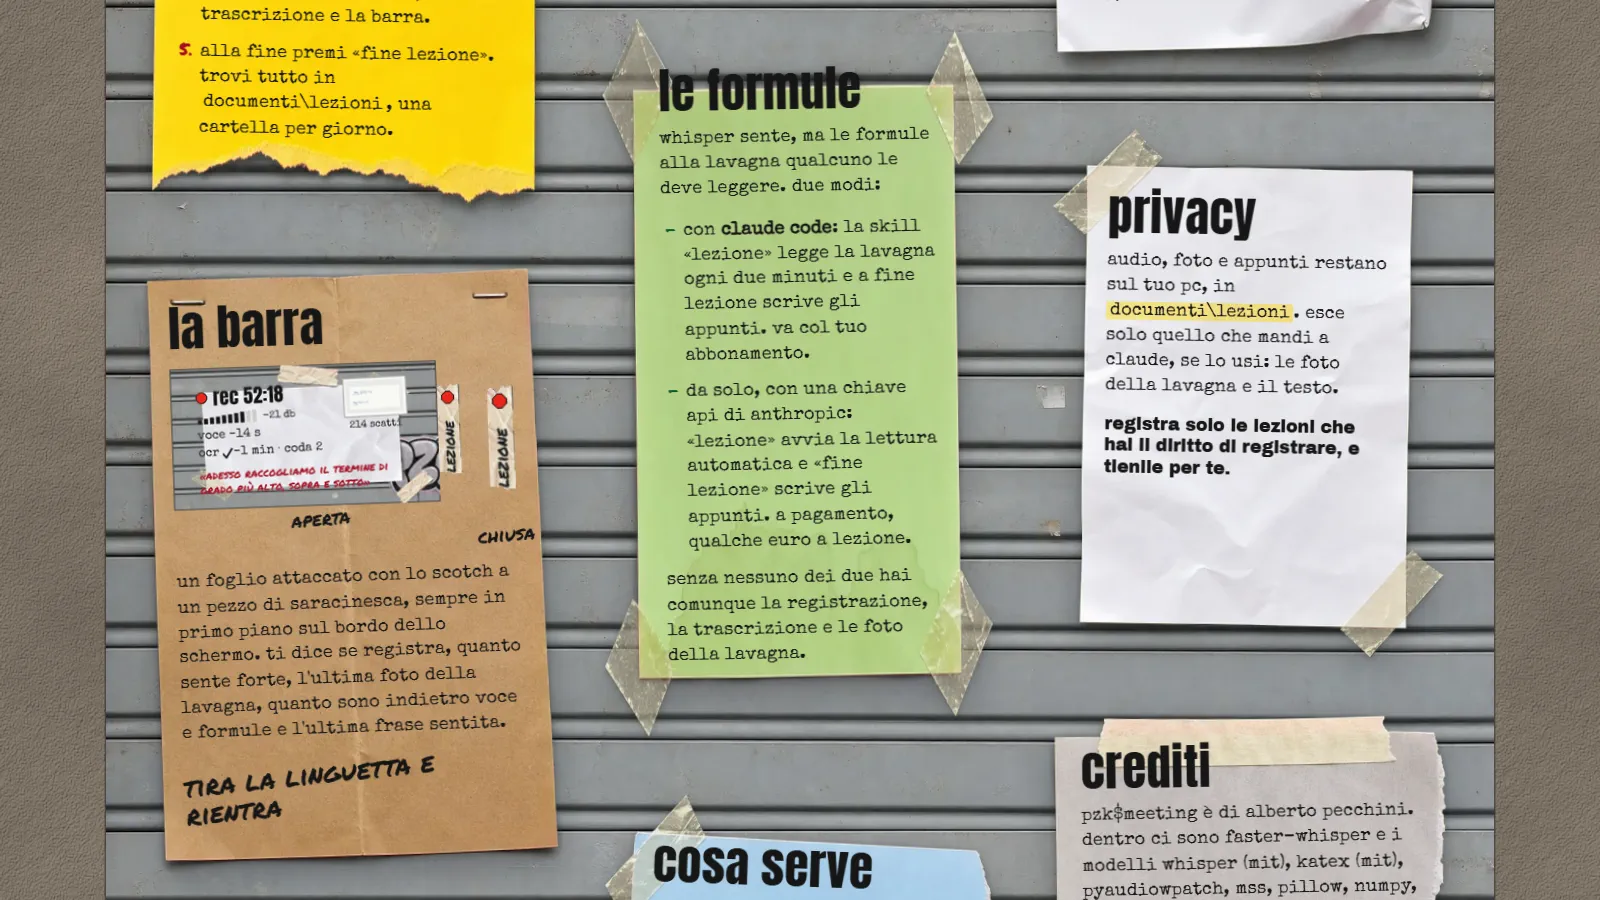 trascrizione e la barra.
5. alla fine premi «fine lezione».
trovi tutto in
documenti\lezioni, una
cartella per giorno.
la barra
rec 52:18
-21 db
voce -14 s
ocr ✓-1 min · coda 2
214 scatti
«ADESSO RACCOGLIAMO IL TERMINE DI
GRADO PIÙ ALTO, SOPRA E SOTTO»
LEZIONE
LEZIONE
APERTA
CHIUSA
un foglio attaccato con lo scotch a
un pezzo di saracinesca, sempre in
primo piano sul bordo dello
schermo. ti dice se registra, quanto
sente forte, l'ultima foto della
lavagna, quanto sono indietro voce
e formule e l'ultima frase sentita.
TIRA LA LINGUETTA E
RIENTRA
le formule
whisper sente, ma le formule
alla lavagna qualcuno le
deve leggere. due modi:
– con claude code: la skill
«lezione» legge la lavagna
ogni due minuti e a fine
lezione scrive gli
appunti. va col tuo
abbonamento.
– da solo, con una chiave
api di anthropic:
«lezione» avvia la lettura
automatica e «fine
lezione» scrive gli
appunti. a pagamento,
qualche euro a lezione.
senza nessuno dei due hai
comunque la registrazione,
la trascrizione e le foto
della lavagna.
cosa serve
privacy
audio, foto e appunti restano
sul tuo pc, in
documenti\lezioni. esce
solo quello che mandi a
claude, se lo usi: le foto
della lavagna e il testo.
registra solo le lezioni che
hai il diritto di registrare, e
tienile per te.
crediti
pzk$meeting è di alberto pecchini.
dentro ci sono faster-whisper e i
modelli whisper (mit), katex (mit),
pyaudiowpatch, mss, pillow, numpy,